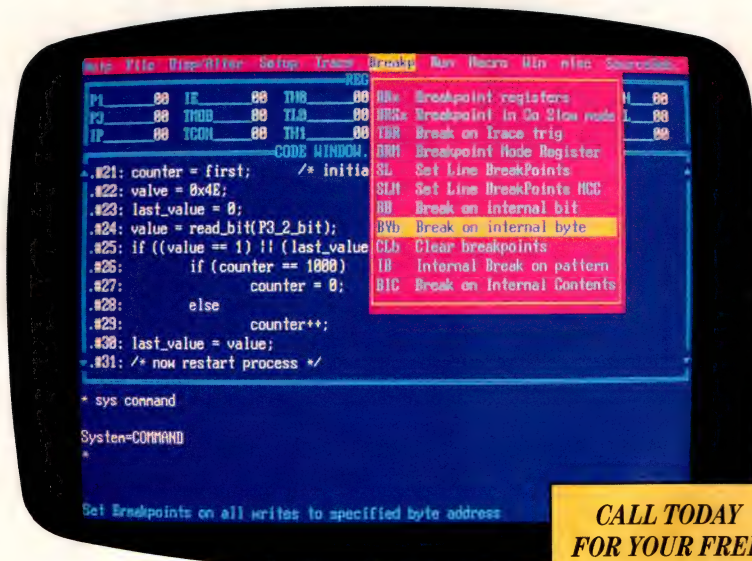 Help File Disp/Alter Setup Trace Breakp Run Macro Win misc SourceGen
REG
P1 00 IE 00 TH0 00
P3 00 TMOD 00 TL0 00
IP 00 TCON 00 TH1 00
00
00
00
BRx Breakpoint registers
BRSx Breakpoint in Go Slow mode
TBR Break on Trace trig
BRM Breakpoint Mode Register
SL Set Line BreakPoints
SLM Set Line BreakPoints MCC
BB Break on internal bit
BYb Break on internal byte
CLb Clear breakpoints
IB Internal Break on pattern
BIC Break on Internal Contents
CODE WINDOW
.#21: counter = first; /* initia
.#22: valve = 0x4E;
.#23: last_value = 0;
.#24: value = read_bit(P3_2_bit);
.#25: if ((value == 1) || (last_value
.#26: if (counter == 1000)
.#27: counter = 0;
.#28: else
.#29: counter++;
.#30: last_value = value;
.#31: /* now restart process */
* sys command
System=COMMAND
*
Set Breakpoints on all writes to specified byte address
CALL TODAY
FOR YOUR FREE